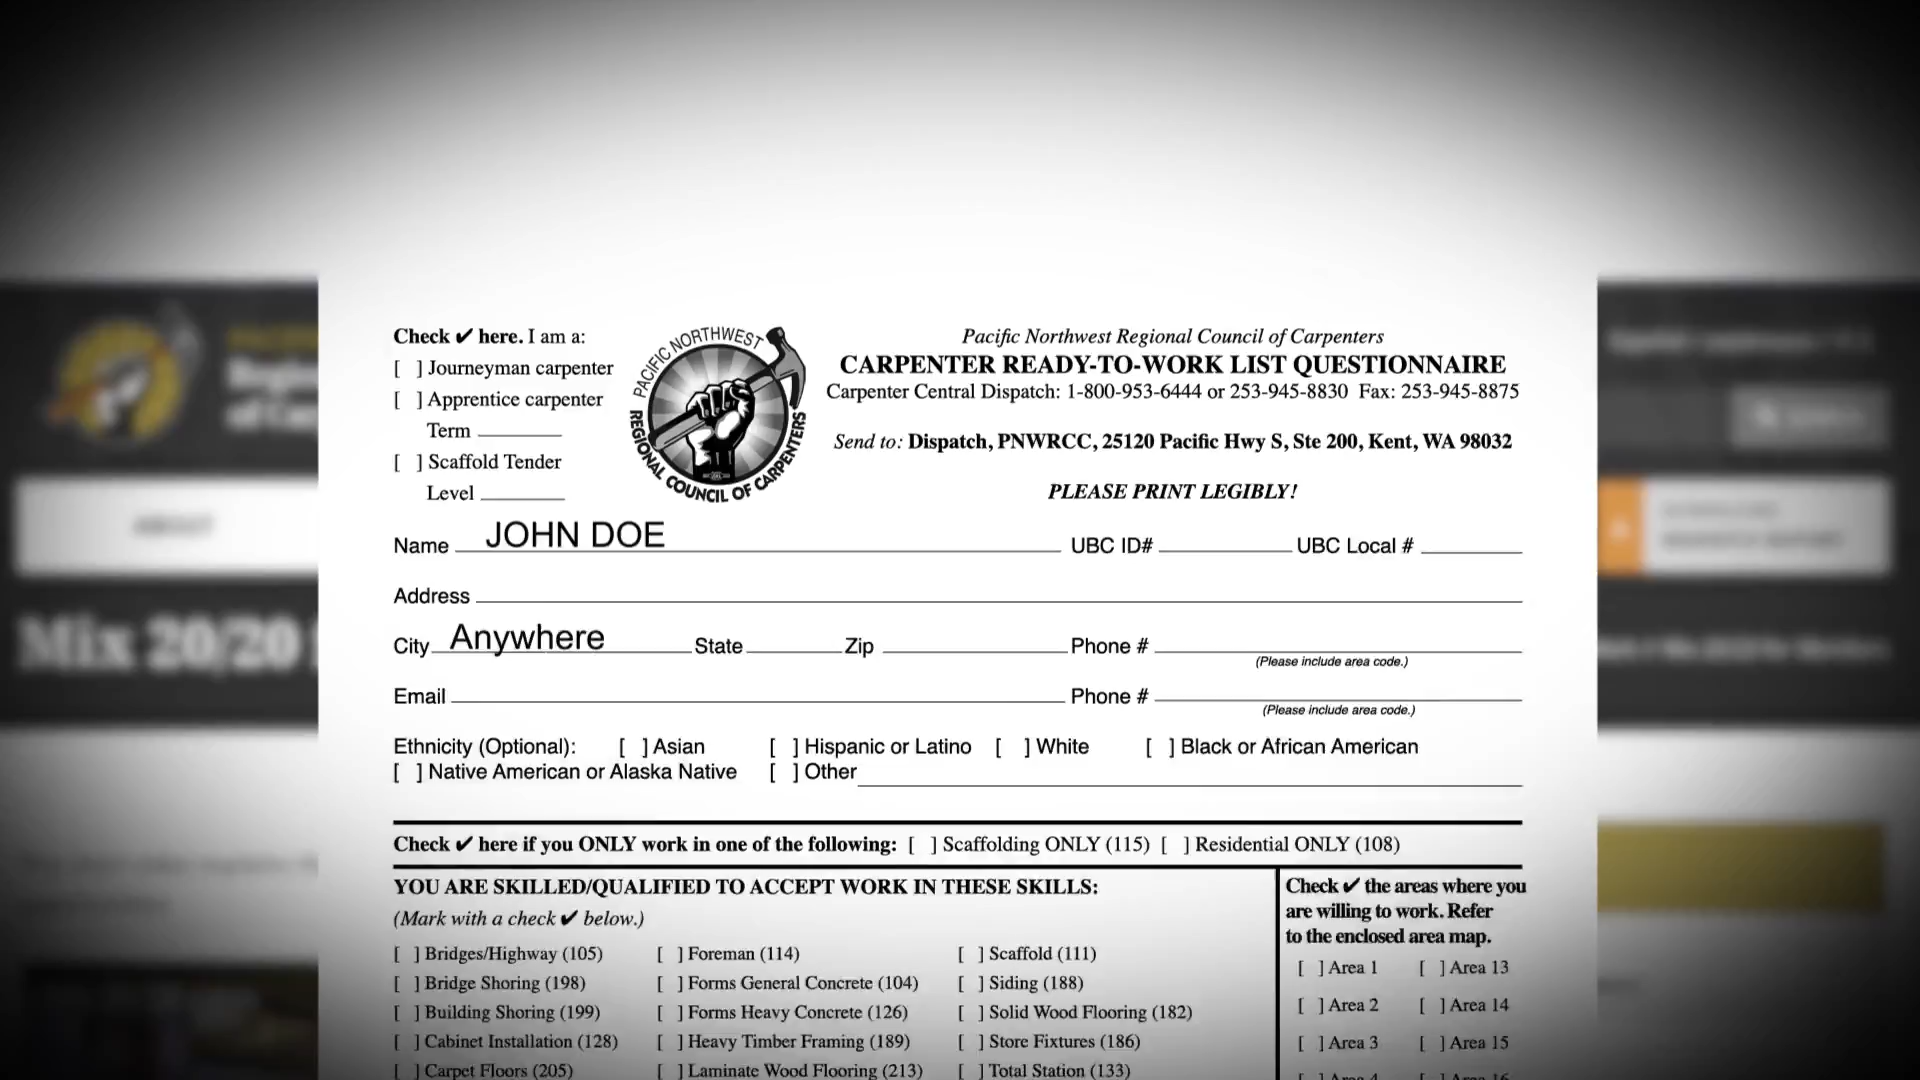 Check ✔ here. I am a:
[ ] Journeyman carpenter
[ ] Apprentice carpenter
Term
[ ] Scaffold Tender
Level
PACIFIC NORTHWEST
REGIONAL COUNCIL OF CARPENTERS
Pacific Northwest Regional Council of Carpenters
CARPENTER READY-TO-WORK LIST QUESTIONNAIRE
Carpenter Central Dispatch: 1-800-953-6444 or 253-945-8830 Fax: 253-945-8875
Send to: Dispatch, PNWRCC, 25120 Pacific Hwy S, Ste 200, Kent, WA 98032
PLEASE PRINT LEGIBLY!
Name JOHN DOE UBC ID# UBC Local #
Address
City Anywhere State Zip Phone #
(Please include area code.)
Email Phone #
(Please include area code.)
Ethnicity (Optional): [ ] Asian [ ] Hispanic or Latino [ ] White [ ] Black or African American
[ ] Native American or Alaska Native [ ] Other
Check ✔ here if you ONLY work in one of the following: [ ] Scaffolding ONLY (115) [ ] Residential ONLY (108)
YOU ARE SKILLED/QUALIFIED TO ACCEPT WORK IN THESE SKILLS:
(Mark with a check ✔ below.)
[ ] Bridges/Highway (105) [ ] Foreman (114) [ ] Scaffold (111)
[ ] Bridge Shoring (198) [ ] Forms General Concrete (104) [ ] Siding (188)
[ ] Building Shoring (199) [ ] Forms Heavy Concrete (126) [ ] Solid Wood Flooring (182)
[ ] Cabinet Installation (128) [ ] Heavy Timber Framing (189) [ ] Store Fixtures (186)
[ ] Carpet Floors (205) [ ] Laminate Wood Flooring (213) [ ] Total Station (133)
Check ✔ the areas where you
are willing to work. Refer
to the enclosed area map.
[ ] Area 1 [ ] Area 13
[ ] Area 2 [ ] Area 14
[ ] Area 3 [ ] Area 15
[ ] Area 4 [ ] Area 16
ABOUT
Mix 20/20